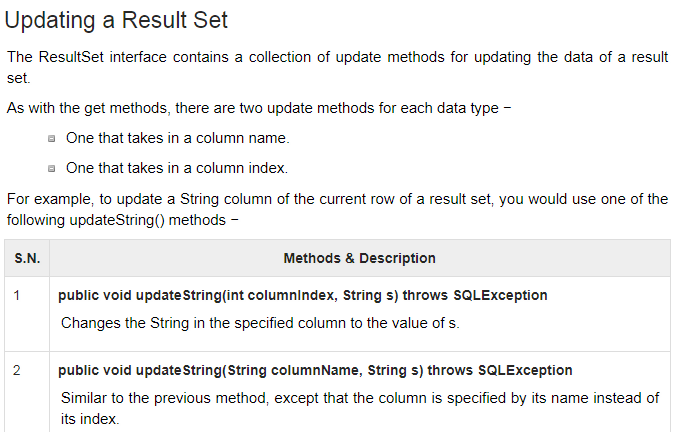 Updating a Result Set
The ResultSet interface contains a collection of update methods for updating the data of a result
set.
As with the get methods, there are two update methods for each data type −
One that takes in a column name.
One that takes in a column index.
For example, to update a String column of the current row of a result set, you would use one of the
following updateString() methods −
S.N. Methods & Description
1 public void updateString(int columnIndex, String s) throws SQLException
Changes the String in the specified column to the value of s.
2 public void updateString(String columnName, String s) throws SQLException
Similar to the previous method, except that the column is specified by its name instead of
its index.